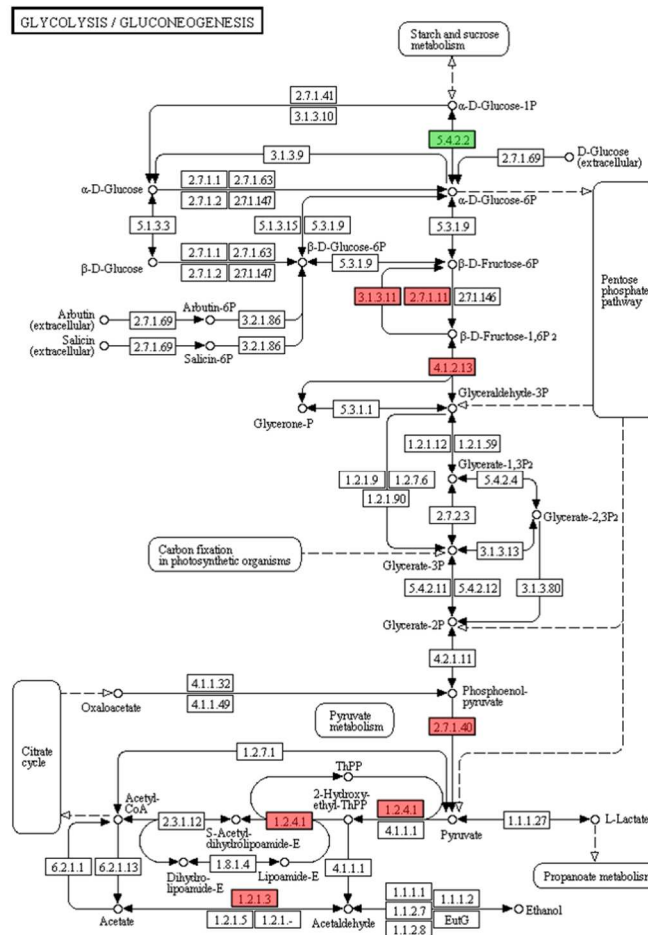 GLYCOLYSIS / GLUCONEOGENESIS
Starch and sucrose
metabolism
2.7.1.41
3.1.3.10
α-D-Glucose-1P
5.4.2.2
3.1.3.9
2.7.1.69
D-Glucose
(extracellular)
α-D-Glucose
2.7.1.1 2.7.1.63
2.7.1.2 2.7.1.147
α-D-Glucose-6P
5.1.3.3
5.1.3.15 5.3.1.9
5.3.1.9
β-D-Glucose-6P
β-D-Glucose
2.7.1.1 2.7.1.63
2.7.1.2 2.7.1.147
5.3.1.9
β-D-Fructose-6P
Pentose
phosphate
pathway
3.1.3.11 2.7.1.11 2.7.1.146
Arbutin
(extracellular)
2.7.1.69
Arbutin-6P
3.2.1.86
Salicin
(extracellular)
2.7.1.69
Salicin-6P
3.2.1.86
β-D-Fructose-1,6P2
4.1.2.13
Glyceraldehyde-3P
Glycerone-P
5.3.1.1
1.2.1.12 1.2.1.59
1.2.1.9 1.2.7.6
1.2.1.90
Glycerate-1,3P2
5.4.2.4
2.7.2.3
Glycerate-2,3P2
Carbon fixation
in photosynthetic organisms
Glycerate-3P
3.1.3.13
5.4.2.11 5.4.2.12
3.1.3.80
Glycerate-2P
4.2.1.11
Oxaloacetate
4.1.1.32
4.1.1.49
Phosphoenol-
pyruvate
Pyruvate
metabolism
2.7.1.40
Citrate
cycle
1.2.7.1
ThPP
Acetyl-
CoA
2.3.1.12
S-Acetyl-
dihydrolipoamide-E
1.2.4.1
2-Hydroxy-
ethyl-ThPP
1.2.4.1
4.1.1.1
Pyruvate
1.1.1.27
L-Lactate
6.2.1.1 6.2.1.13
Dihydro-
lipoamide-E
1.8.1.4
Lipoamide-E
4.1.1.1
Propanoate metabolism
Acetate
1.2.1.3
1.2.1.5 1.2.1.-
Acetaldehyde
1.1.1.1 1.1.1.2
1.1.2.7 EutG
1.1.2.8
Ethanol